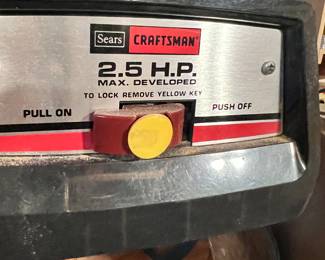 Sears CRAFTSMAN
2.5 H.P.
MAX. DEVELOPED
TO LOCK REMOVE YELLOW KEY
PULL ON PUSH OFF